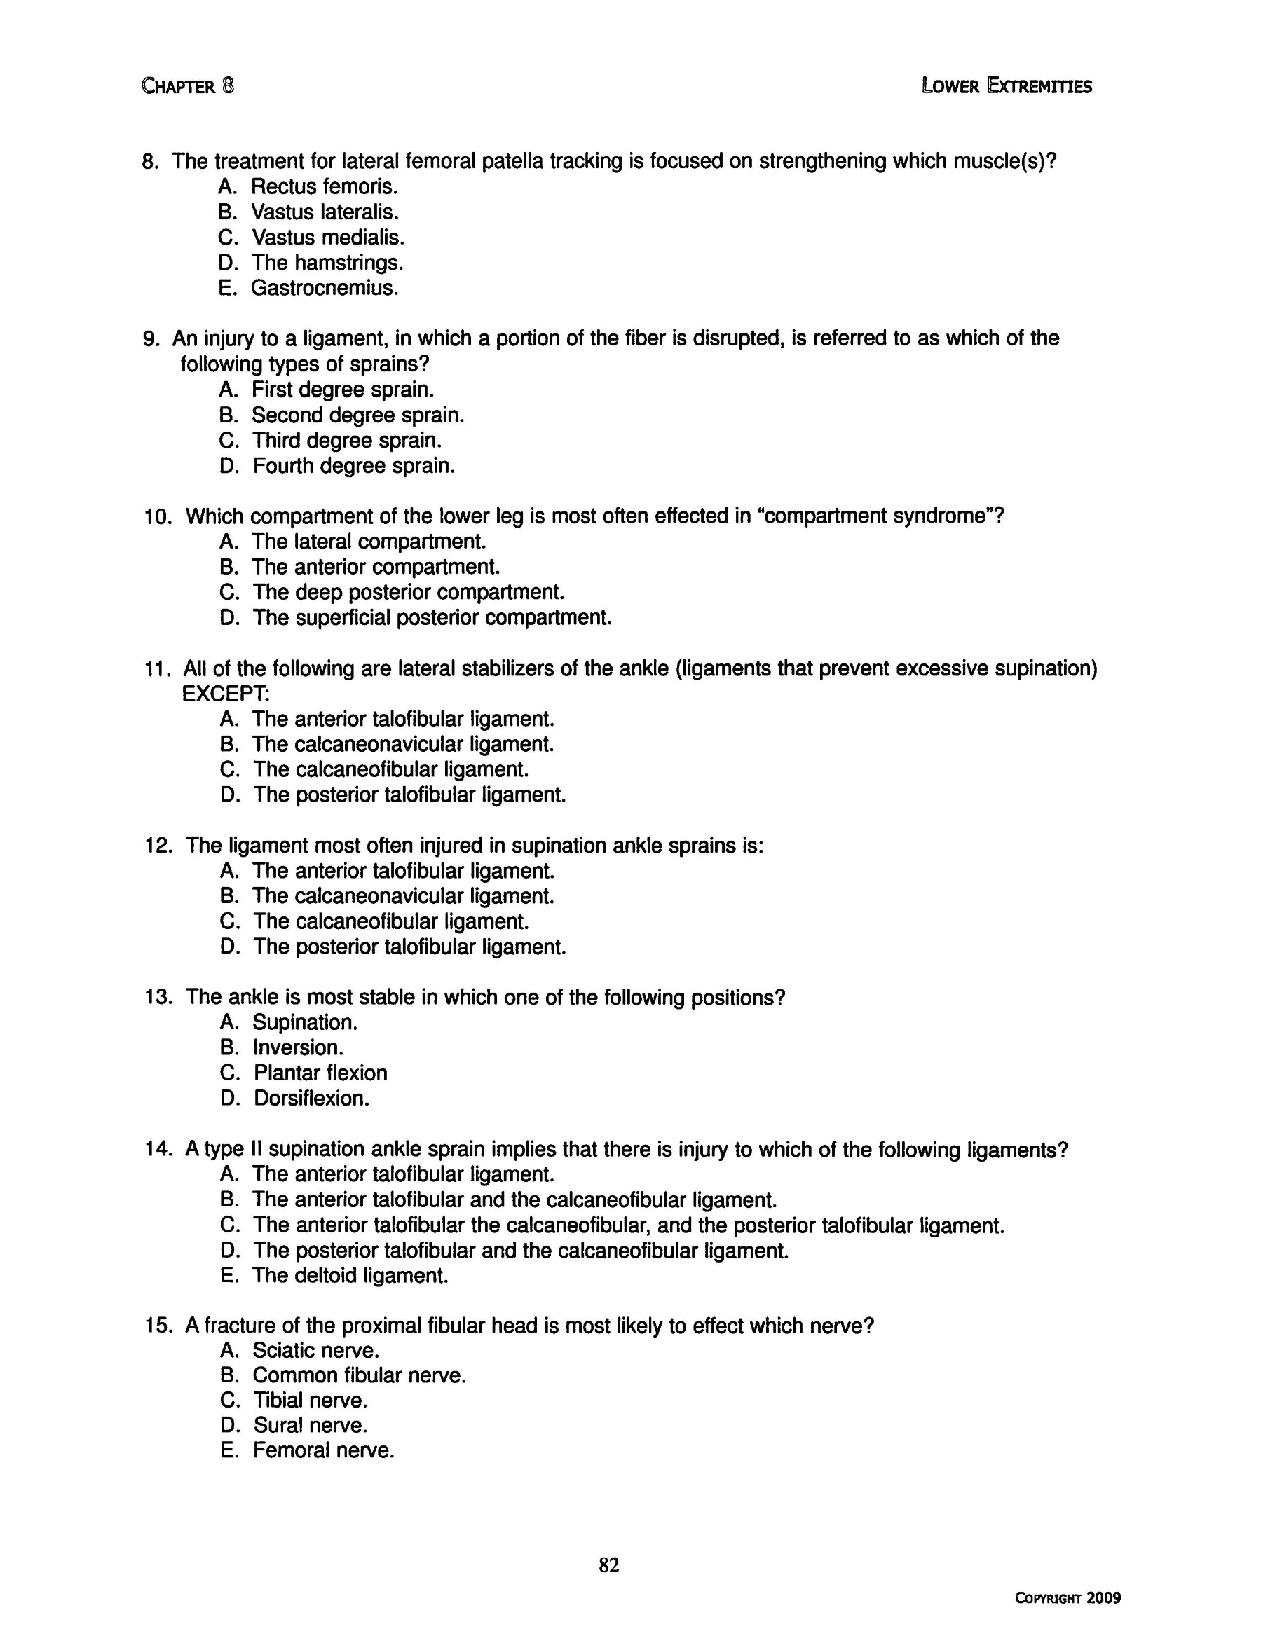 CHAPTER 8
LOWER EXTREMITIES
8. The treatment for lateral femoral patella tracking is focused on strengthening which muscle(s)?
A. Rectus femoris.
B. Vastus lateralis.
C. Vastus medialis.
D. The hamstrings.
E. Gastrocnemius.
9. An injury to a ligament, in which a portion of the fiber is disrupted, is referred to as which of the
following types of sprains?
A. First degree sprain.
B. Second degree sprain.
C. Third degree sprain.
D. Fourth degree sprain.
10. Which compartment of the lower leg is most often effected in “compartment syndrome”?
A. The lateral compartment.
B. The anterior compartment.
C. The deep posterior compartment.
D. The superficial posterior compartment.
11. All of the following are lateral stabilizers of the ankle (ligaments that prevent excessive supination)
EXCEPT:
A. The anterior talofibular ligament.
B. The calcaneonavicular ligament.
C. The calcaneofibular ligament.
D. The posterior talofibular ligament.
12. The ligament most often injured in supination ankle sprains is:
A. The anterior talofibular ligament.
B. The calcaneonavicular ligament.
C. The calcaneofibular ligament.
D. The posterior talofibular ligament.
13. The ankle is most stable in which one of the following positions?
A. Supination.
B. Inversion.
C. Plantar flexion
D. Dorsiflexion.
14. A type II supination ankle sprain implies that there is injury to which of the following ligaments?
A. The anterior talofibular ligament.
B. The anterior talofibular and the calcaneofibular ligament.
C. The anterior talofibular the calcaneofibular, and the posterior talofibular ligament.
D. The posterior talofibular and the calcaneofibular ligament.
E. The deltoid ligament.
15. A fracture of the proximal fibular head is most likely to effect which nerve?
A. Sciatic nerve.
B. Common fibular nerve.
C. Tibial nerve.
D. Sural nerve.
E. Femoral nerve.
82
COPYRIGHT 2009